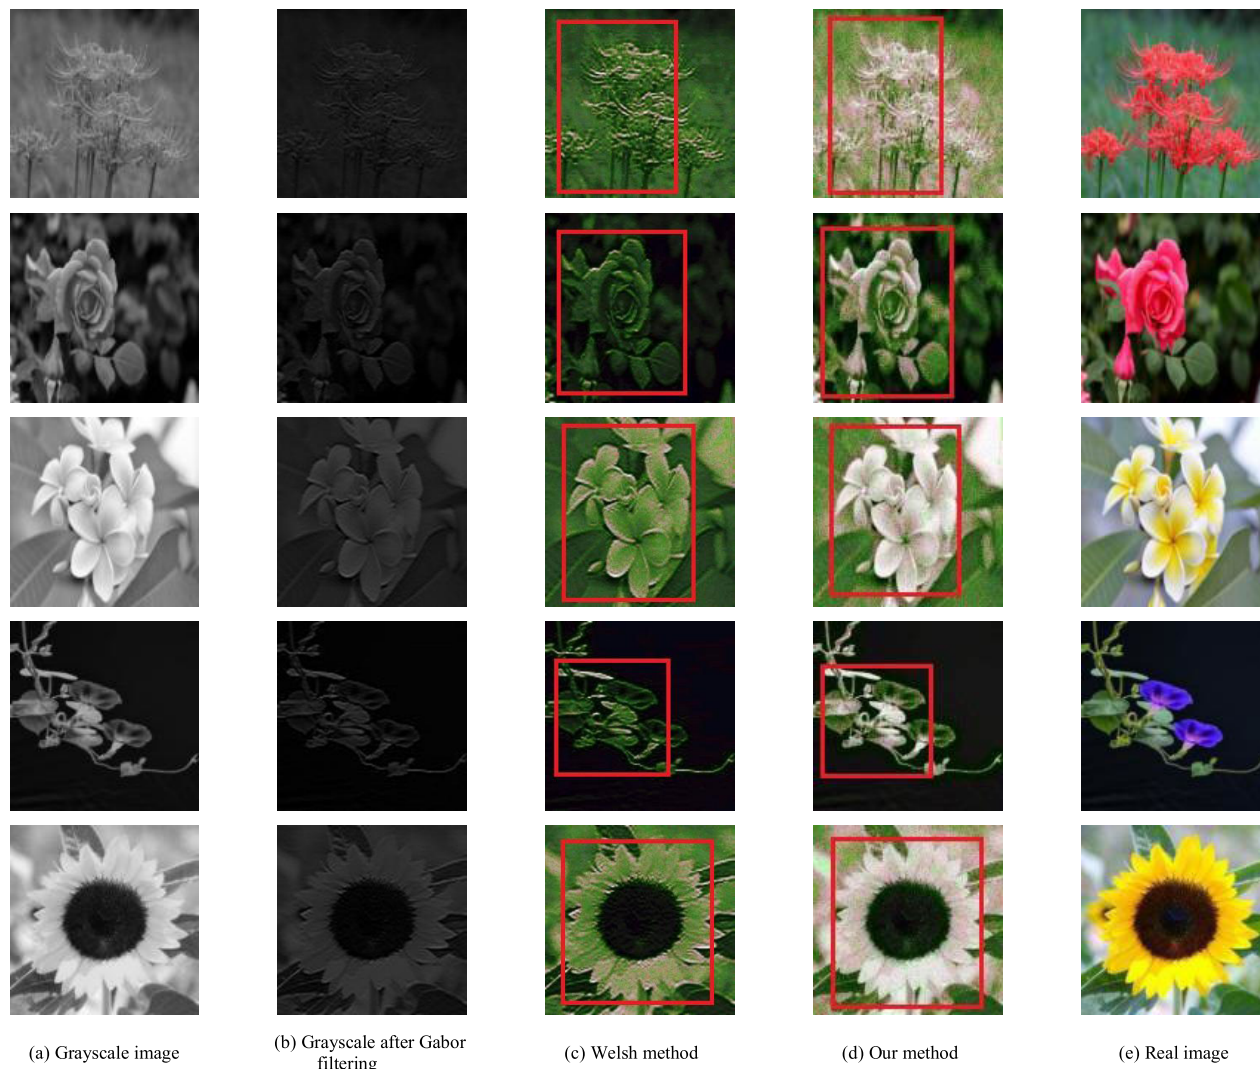 (a) Grayscale image
(b) Grayscale after Gabor
filtering
(c) Welsh method
(d) Our method
(e) Real image